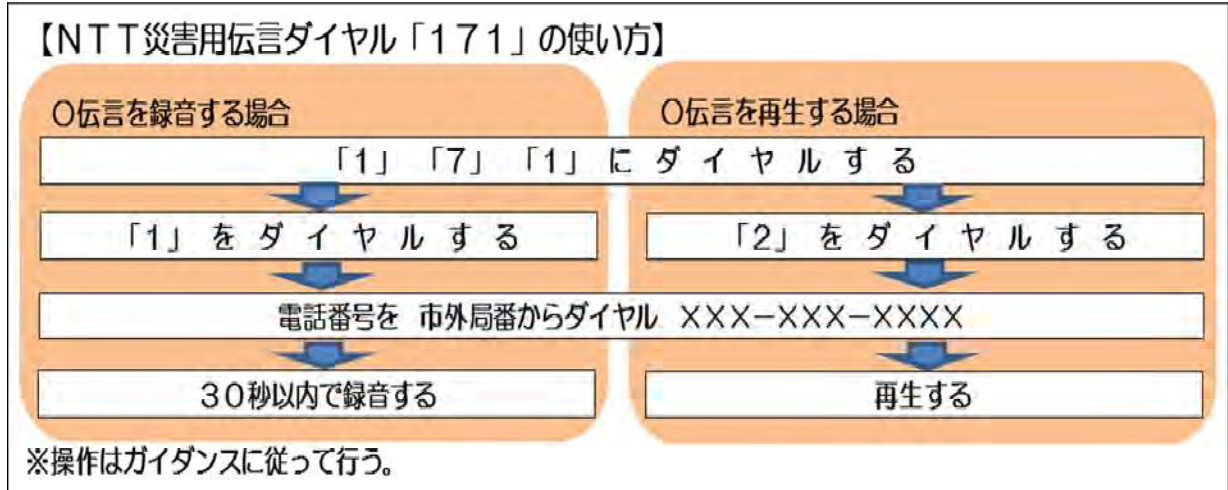 【NTT災害用伝言ダイヤル「171」の使い方】
〇伝言を録音する場合
〇伝言を再生する場合
「1」「7」「1」にダイヤルする
「1」をダイヤルする
「2」をダイヤルする
電話番号を 市外局番からダイヤル XXX-XXX-XXXX
30秒以内で録音する
再生する
※操作はガイダンスに従って行う。